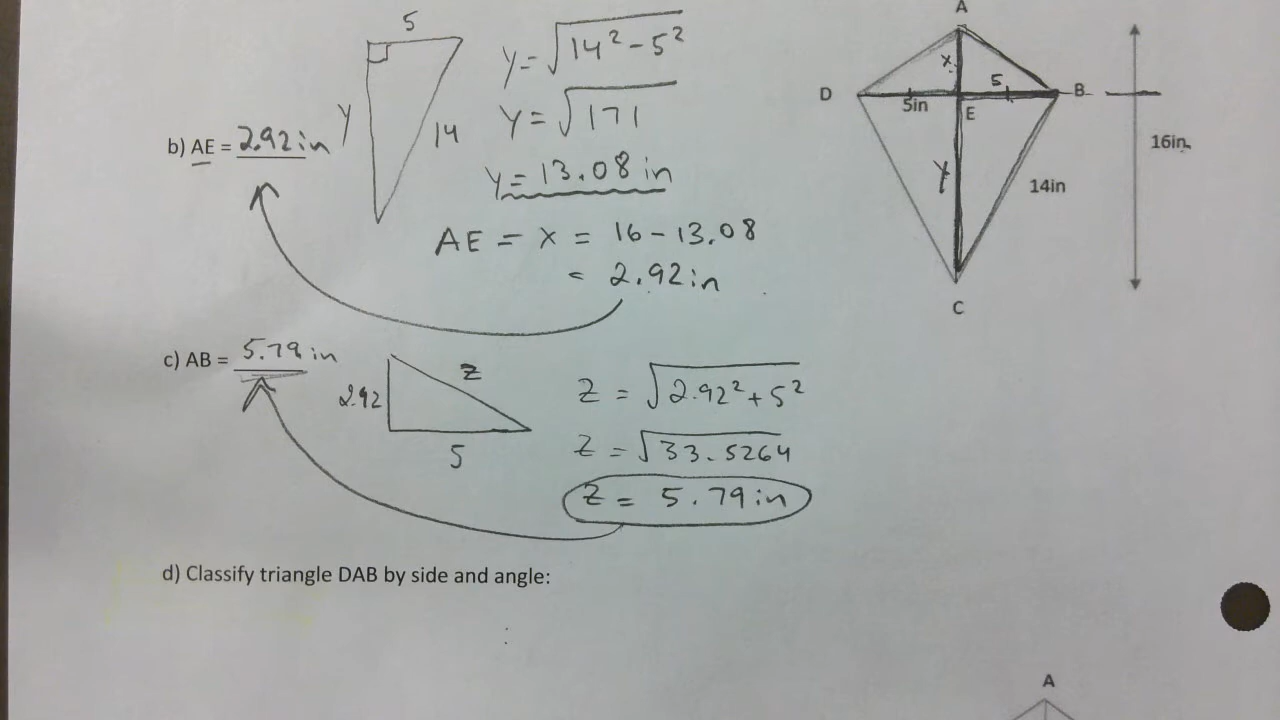 5
y = √14² - 5²
y = √171
y
14
b) AE = 2.92 in
y = 13.08 in
AE = x = 16 - 13.08
= 2.92 in
A
x
5
D
B
5in
E
16in.
y
14in
C
c) AB = 5.79 in
z
2.92
5
z = √2.92² + 5²
z = √33.5264
z = 5.79 in
d) Classify triangle DAB by side and angle:
A